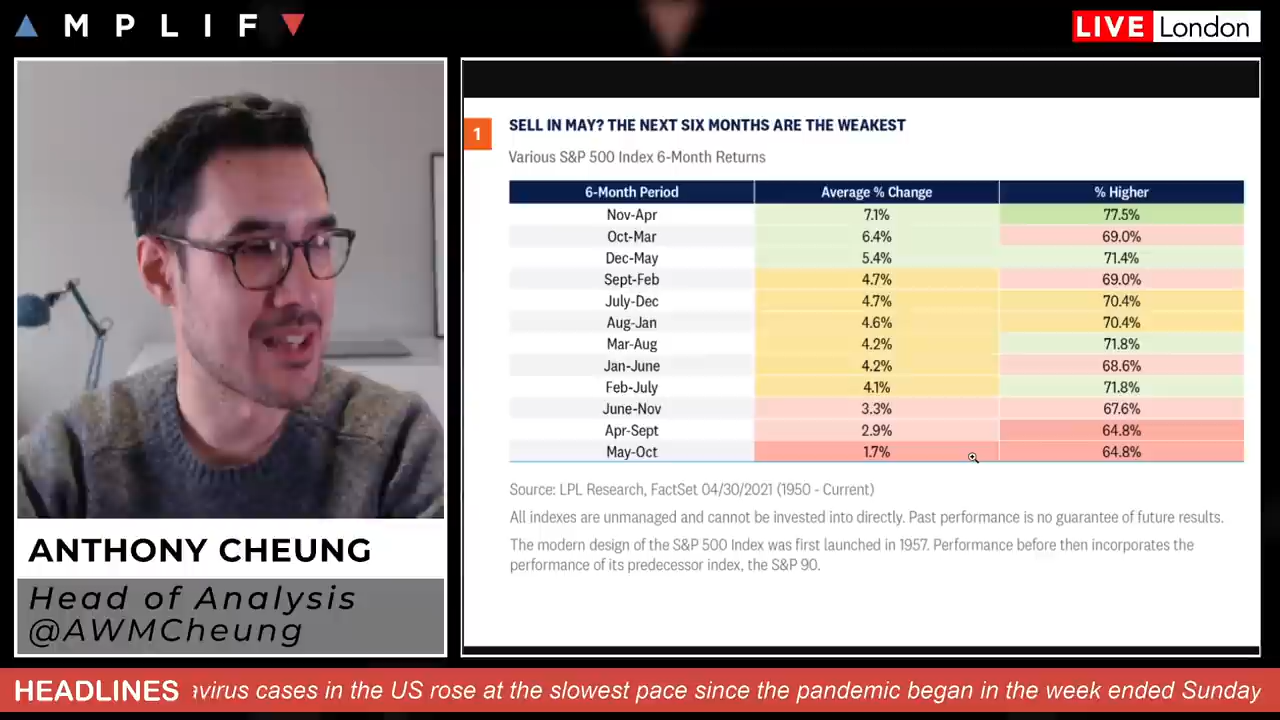 ▲ M P L I F ▼
LIVE London
1
SELL IN MAY? THE NEXT SIX MONTHS ARE THE WEAKEST
Various S&P 500 Index 6-Month Returns
6-Month Period Average % Change % Higher
Nov-Apr 7.1% 77.5%
Oct-Mar 6.4% 69.0%
Dec-May 5.4% 71.4%
Sept-Feb 4.7% 69.0%
July-Dec 4.7% 70.4%
Aug-Jan 4.6% 70.4%
Mar-Aug 4.2% 71.8%
Jan-June 4.2% 68.6%
Feb-July 4.1% 71.8%
June-Nov 3.3% 67.6%
Apr-Sept 2.9% 64.8%
May-Oct 1.7% 64.8%
Source: LPL Research, FactSet 04/30/2021 (1950 - Current)
All indexes are unmanaged and cannot be invested into directly. Past performance is no guarantee of future results.
The modern design of the S&P 500 Index was first launched in 1957. Performance before then incorporates the
performance of its predecessor index, the S&P 90.
ANTHONY CHEUNG
Head of Analysis
@AWMCheung
HEADLINES avirus cases in the US rose at the slowest pace since the pandemic began in the week ended Sunday